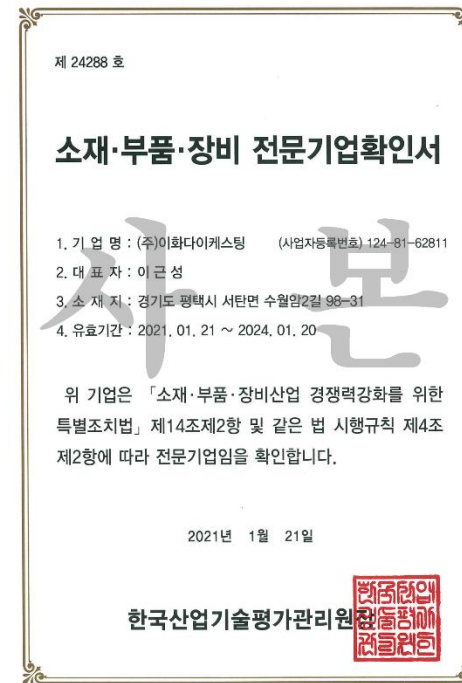 제 24288 호
소재·부품·장비 전문기업확인서
1. 기 업 명 : (주)이화다이케스팅 (사업자등록번호) 124-81-62811
2. 대 표 자 : 이 근 성
3. 소 재 지 : 경기도 평택시 서탄면 수월암2길 98-31
4. 유효기간 : 2021. 01. 21 ~ 2024. 01. 20
사 본
위 기업은 「소재·부품·장비산업 경쟁력강화를 위한
특별조치법」 제14조제2항 및 같은 법 시행규칙 제4조
제2항에 따라 전문기업임을 확인합니다.
2021년 1월 21일
한국산업기술평가관리원장